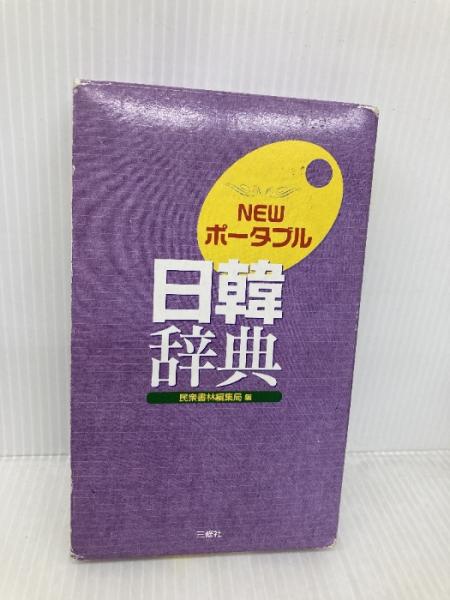 NEW
ポータブル
日韓
辞典
民衆書林編集局 編
三修社